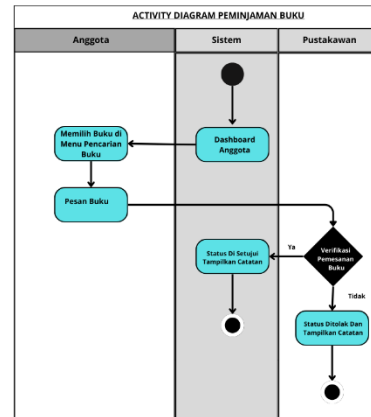 ACTIVITY DIAGRAM PEMINJAMAN BUKU
Anggota
Sistem
Pustakawan
Dashboard
Anggota
Memilih Buku di
Menu Pencarian
Buku
Pesan Buku
Verifikasi
Pemesanan
Buku
Ya
Status Di Setujui
Tampilkan Catatan
Tidak
Status Ditolak Dan
Tampilkan Catatan